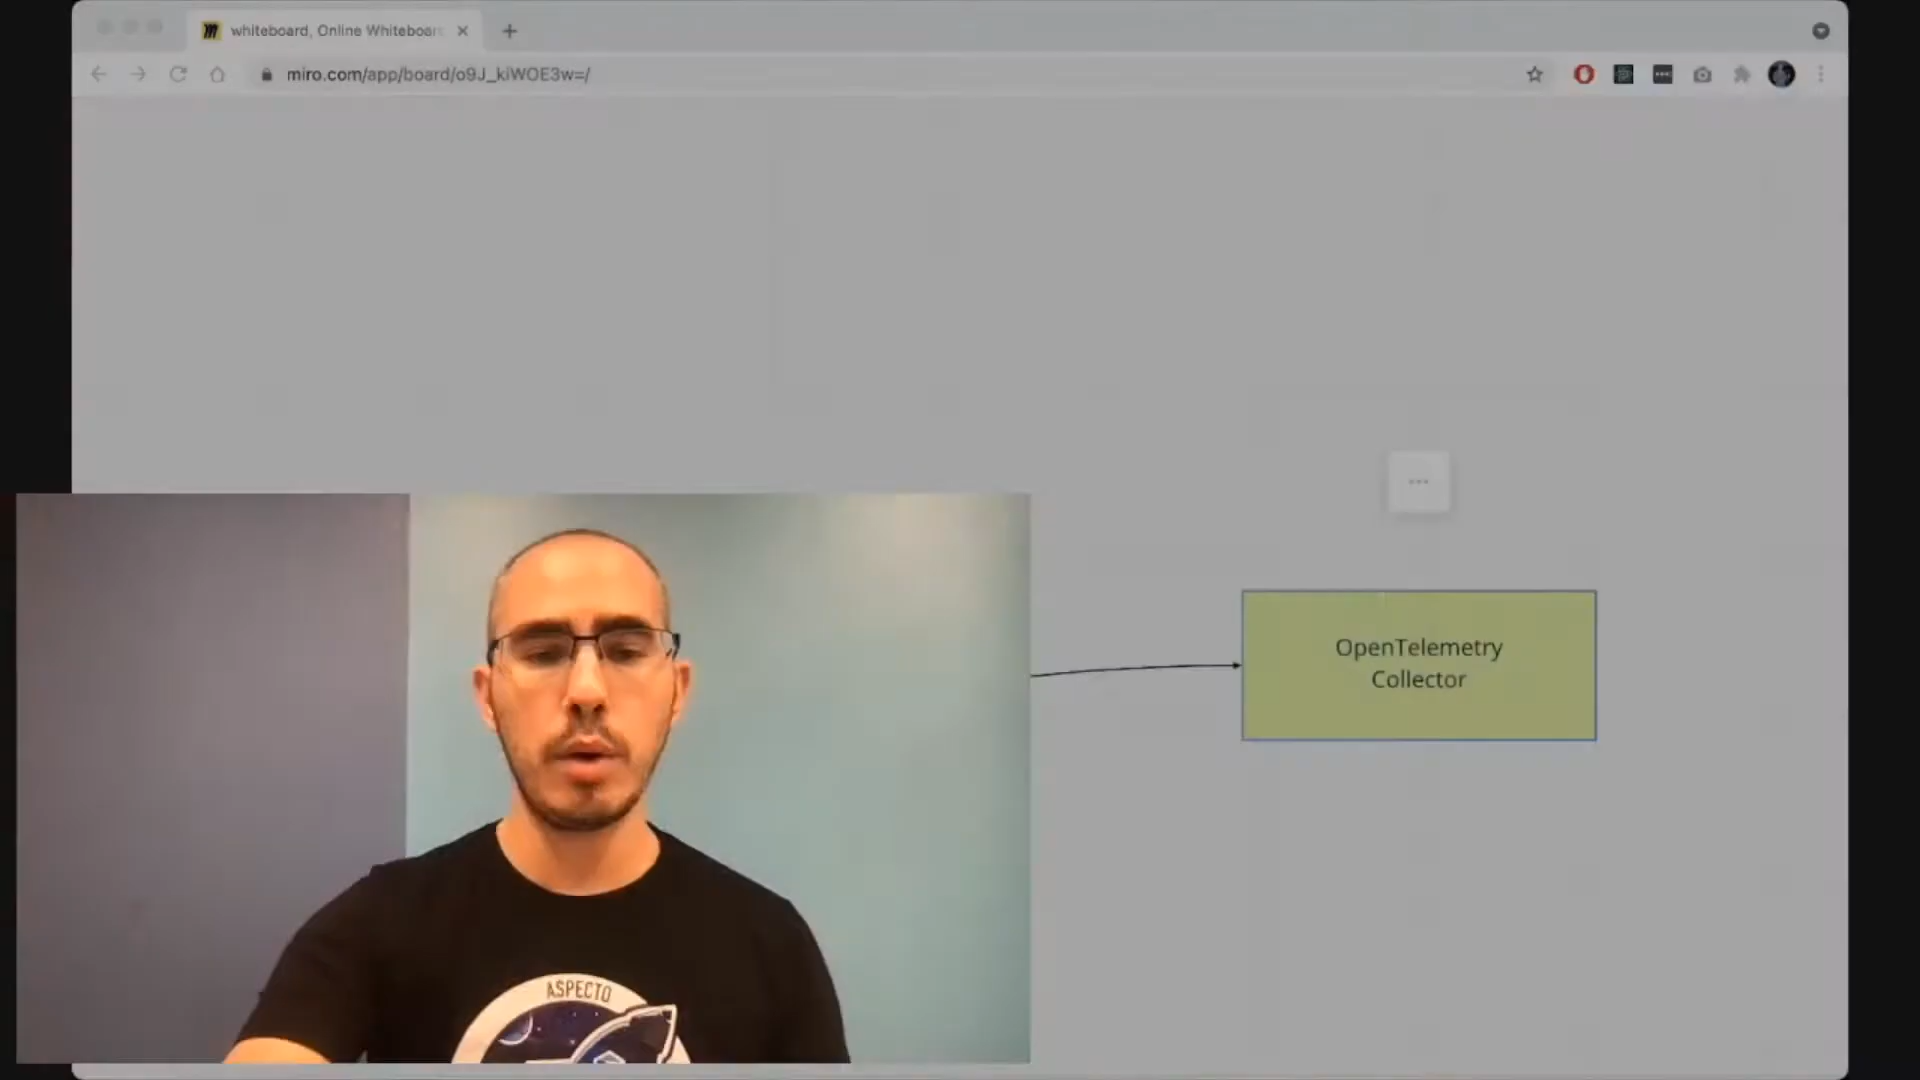 whiteboard, Online Whiteboar
miro.com/app/board/o9J_kiWOE3w=/
OpenTelemetry
Collector
ASPECTO